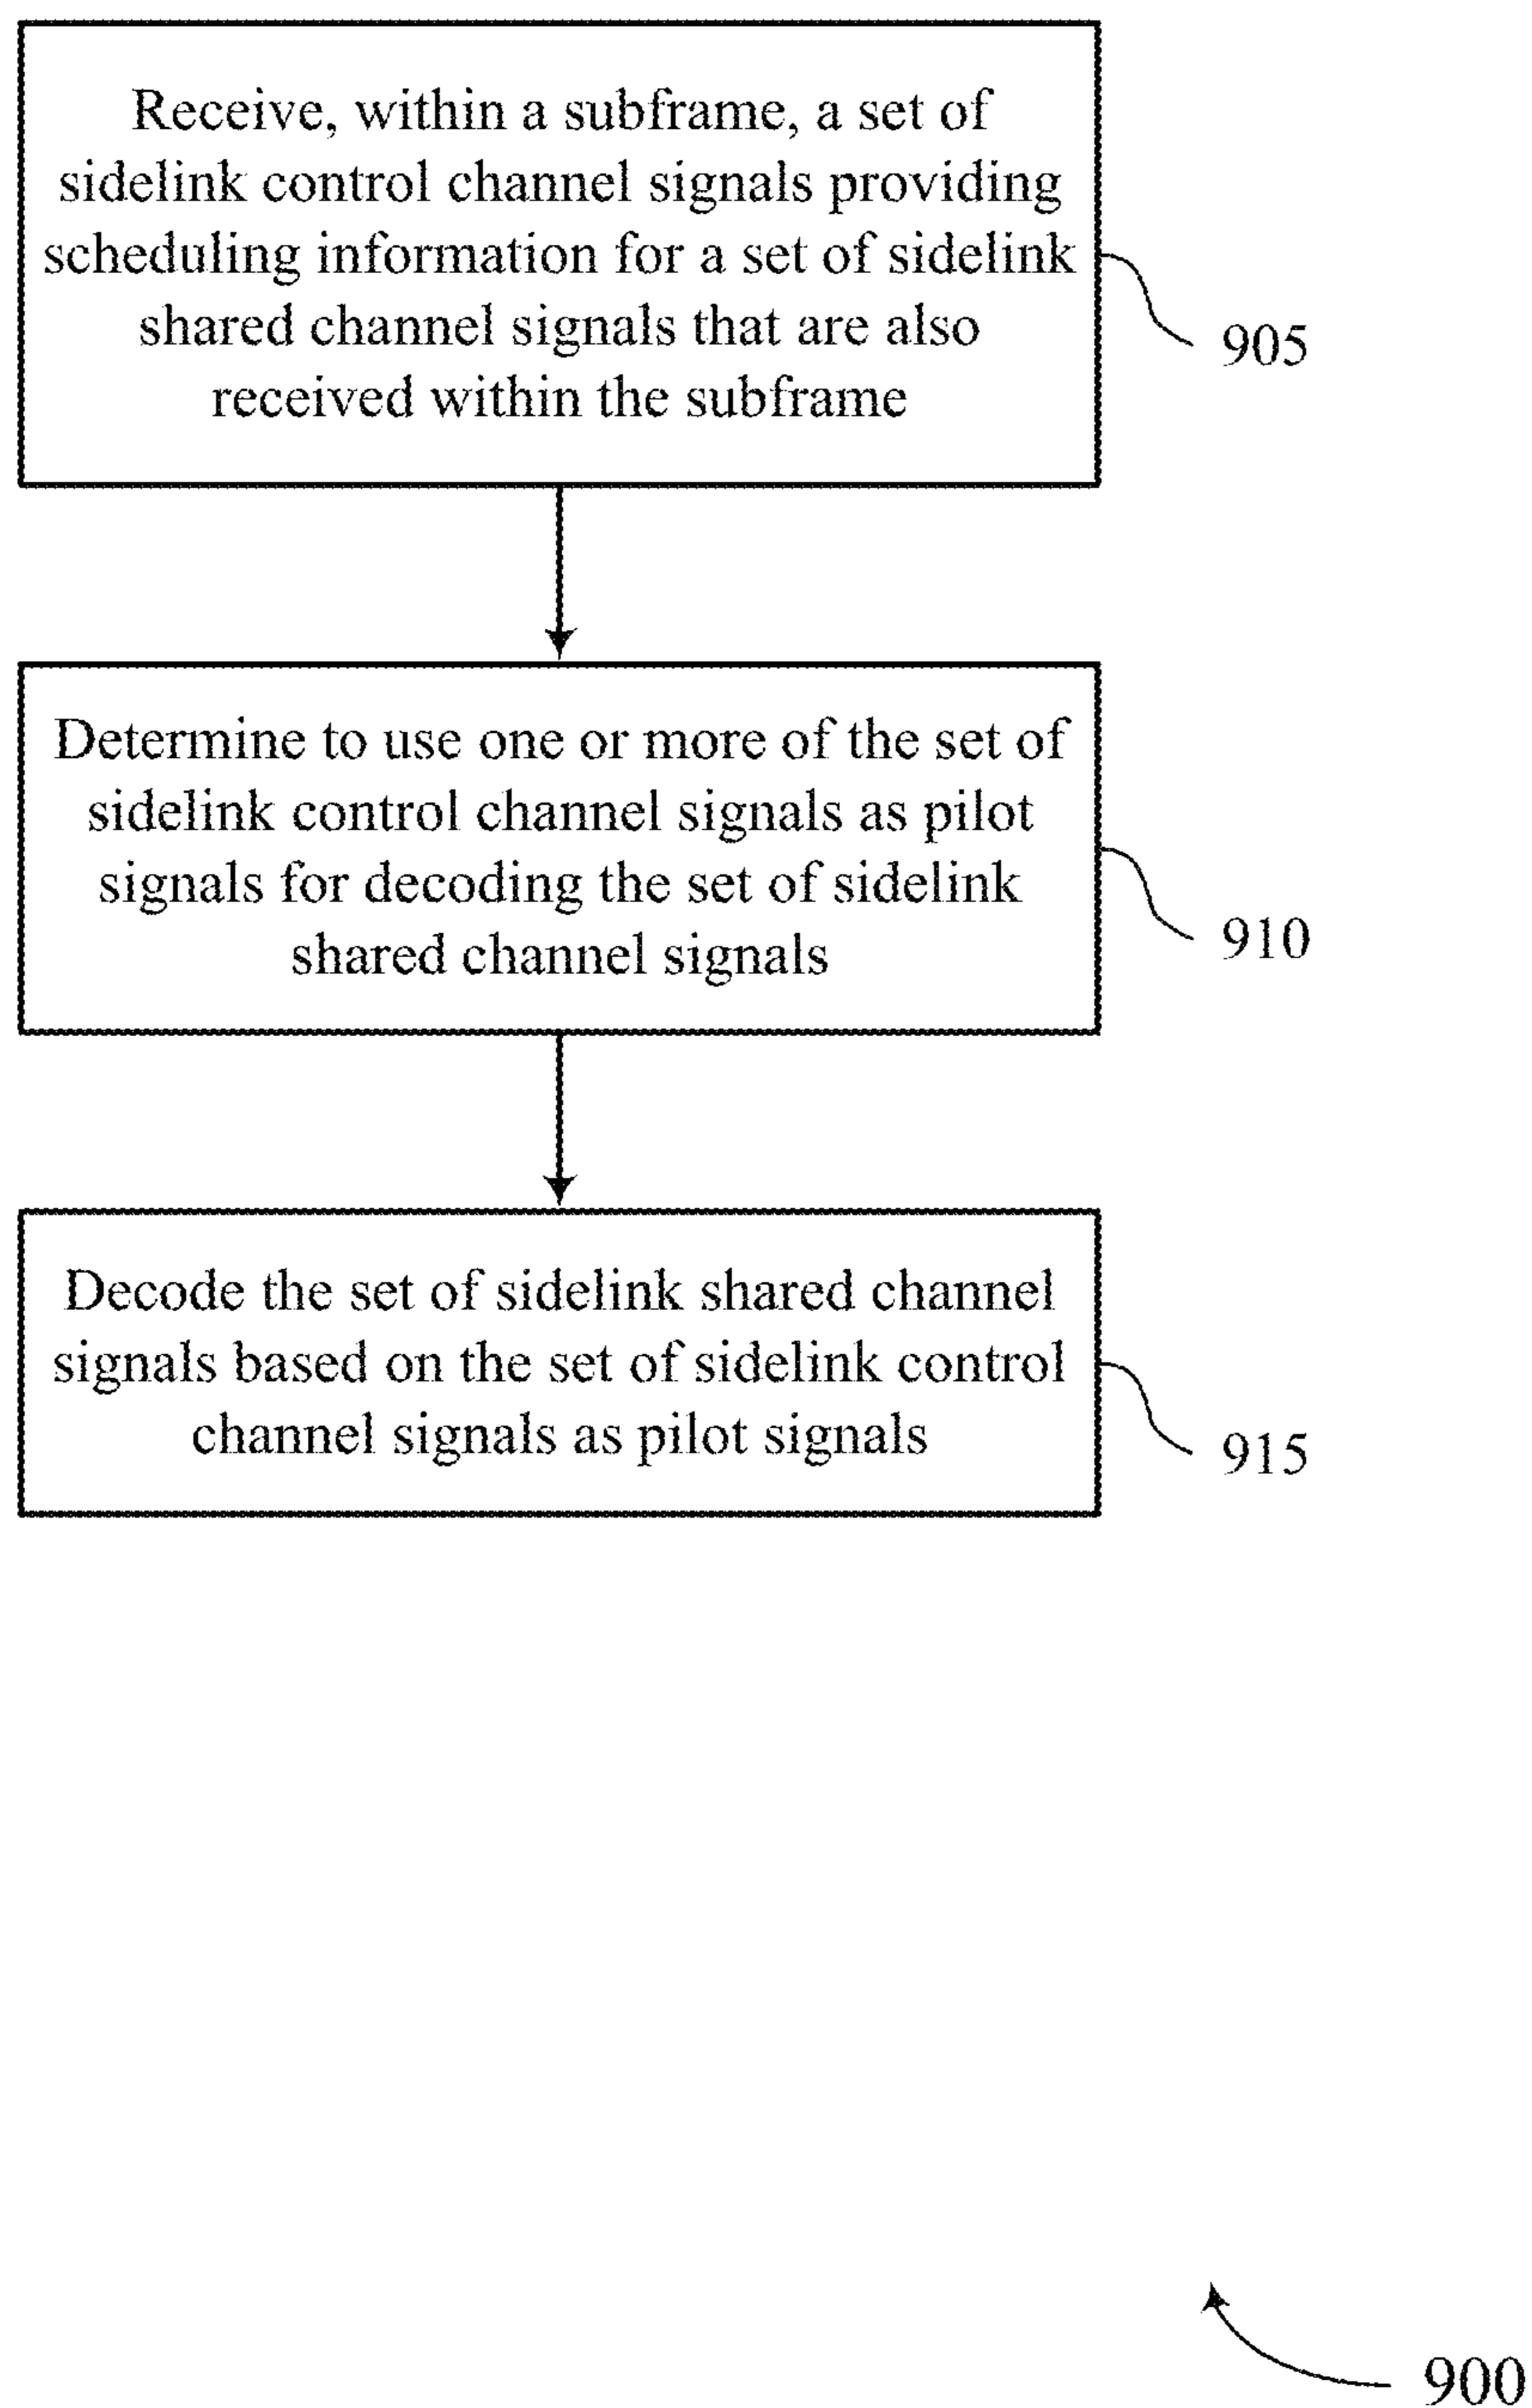 Receive, within a subframe, a set of
sidelink control channel signals providing
scheduling information for a set of sidelink
shared channel signals that are also
received within the subframe
905
Determine to use one or more of the set of
sidelink control channel signals as pilot
signals for decoding the set of sidelink
shared channel signals
910
Decode the set of sidelink shared channel
signals based on the set of sidelink control
channel signals as pilot signals
915
900